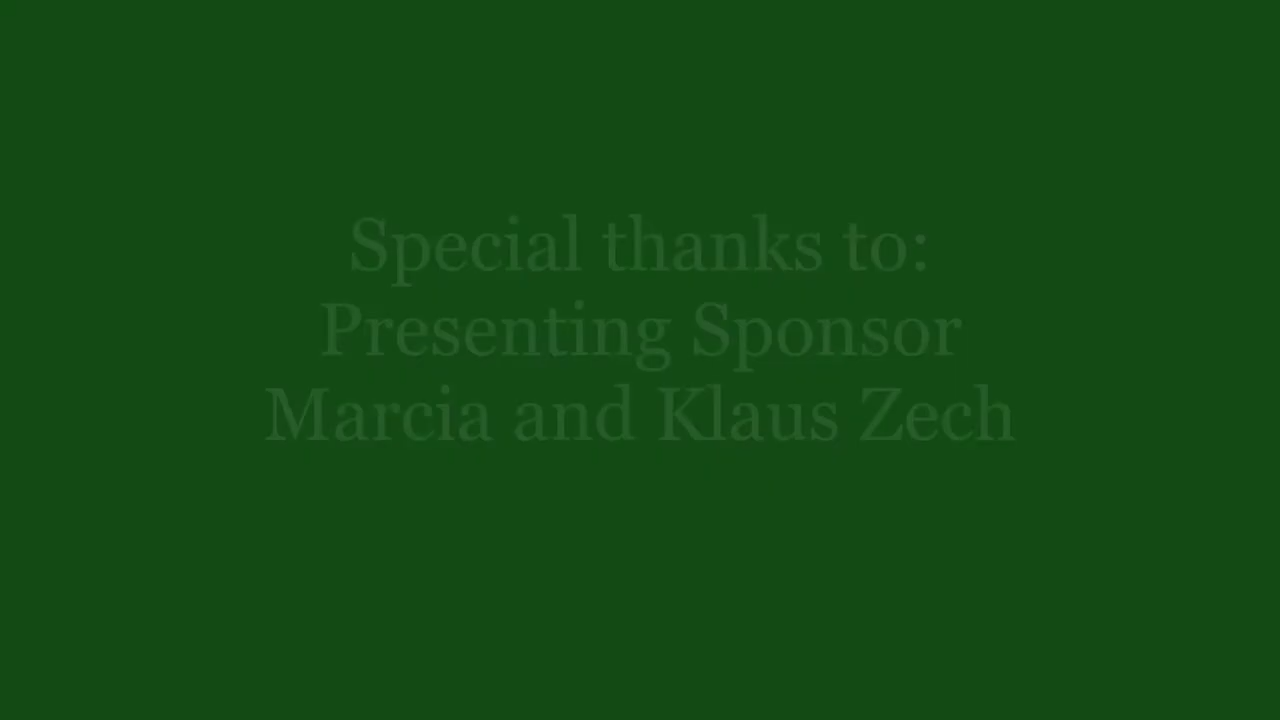 Special thanks to:
Presenting Sponsor
Marcia and Klaus Zech